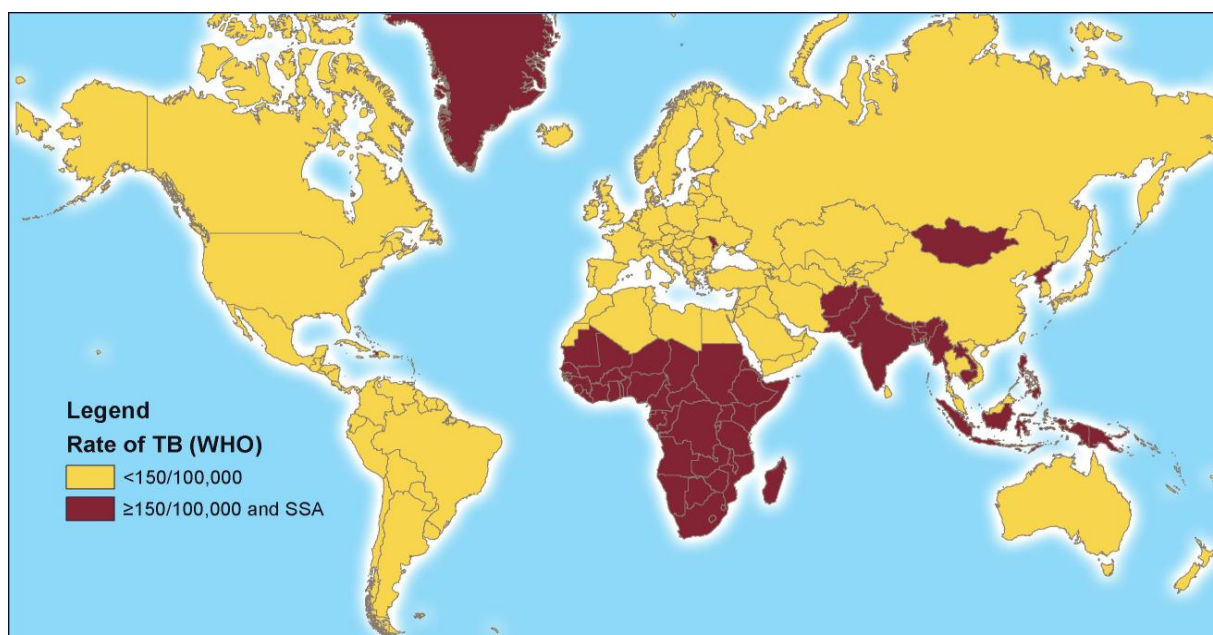 Legend
Rate of TB (WHO)
<150/100,000
≥150/100,000 and SSA